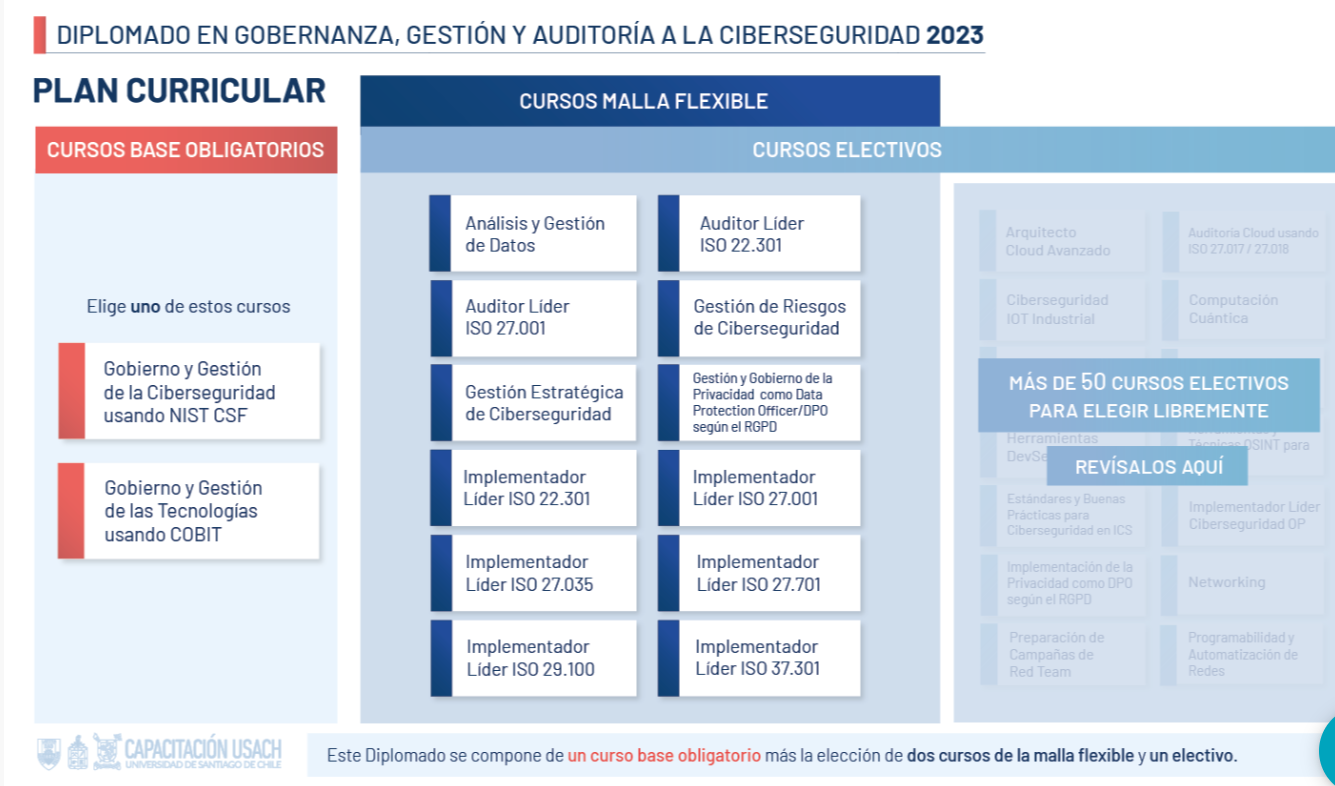 DIPLOMADO EN GOBERNANZA, GESTIÓN Y AUDITORÍA A LA CIBERSEGURIDAD 2023
PLAN CURRICULAR
CURSOS BASE OBLIGATORIOS
Elige uno de estos cursos
Gobierno y Gestión
de la Ciberseguridad
usando NIST CSF
Gobierno y Gestión
de las Tecnologías
usando COBIT
CURSOS MALLA FLEXIBLE
CURSOS ELECTIVOS
Análisis y Gestión
de Datos
Auditor Líder
ISO 22.301
Auditor Líder
ISO 27.001
Gestión de Riesgos
de Ciberseguridad
Gestión Estratégica
de Ciberseguridad
Gestión y Gobierno de la
Privacidad como Data
Protection Officer/DPO
según el RGPD
Implementador
Líder ISO 22.301
Implementador
Líder ISO 27.001
Implementador
Líder ISO 27.035
Implementador
Líder ISO 27.701
Implementador
Líder ISO 29.100
Implementador
Líder ISO 37.301
Arquitecto
Cloud Avanzado
Auditoría Cloud usando
ISO 27.017 / 27.018
Ciberseguridad
IOT Industrial
Computación
Cuántica
MÁS DE 50 CURSOS ELECTIVOS
PARA ELEGIR LIBREMENTE
Herramientas
Técnicas OSINT para
REVÍSALOS AQUÍ
Estándares y Buenas
Prácticas para
Ciberseguridad en ICS
Implementador Líder
Ciberseguridad OP
Implementación de la
Privacidad como DPO
según el RGPD
Networking
Preparación de
Campañas de
Red Team
Programabilidad y
Automatización de
Redes
CAPACITACIÓN USACH
UNIVERSIDAD DE SANTIAGO DE CHILE
Este Diplomado se compone de un curso base obligatorio más la elección de dos cursos de la malla flexible y un electivo.